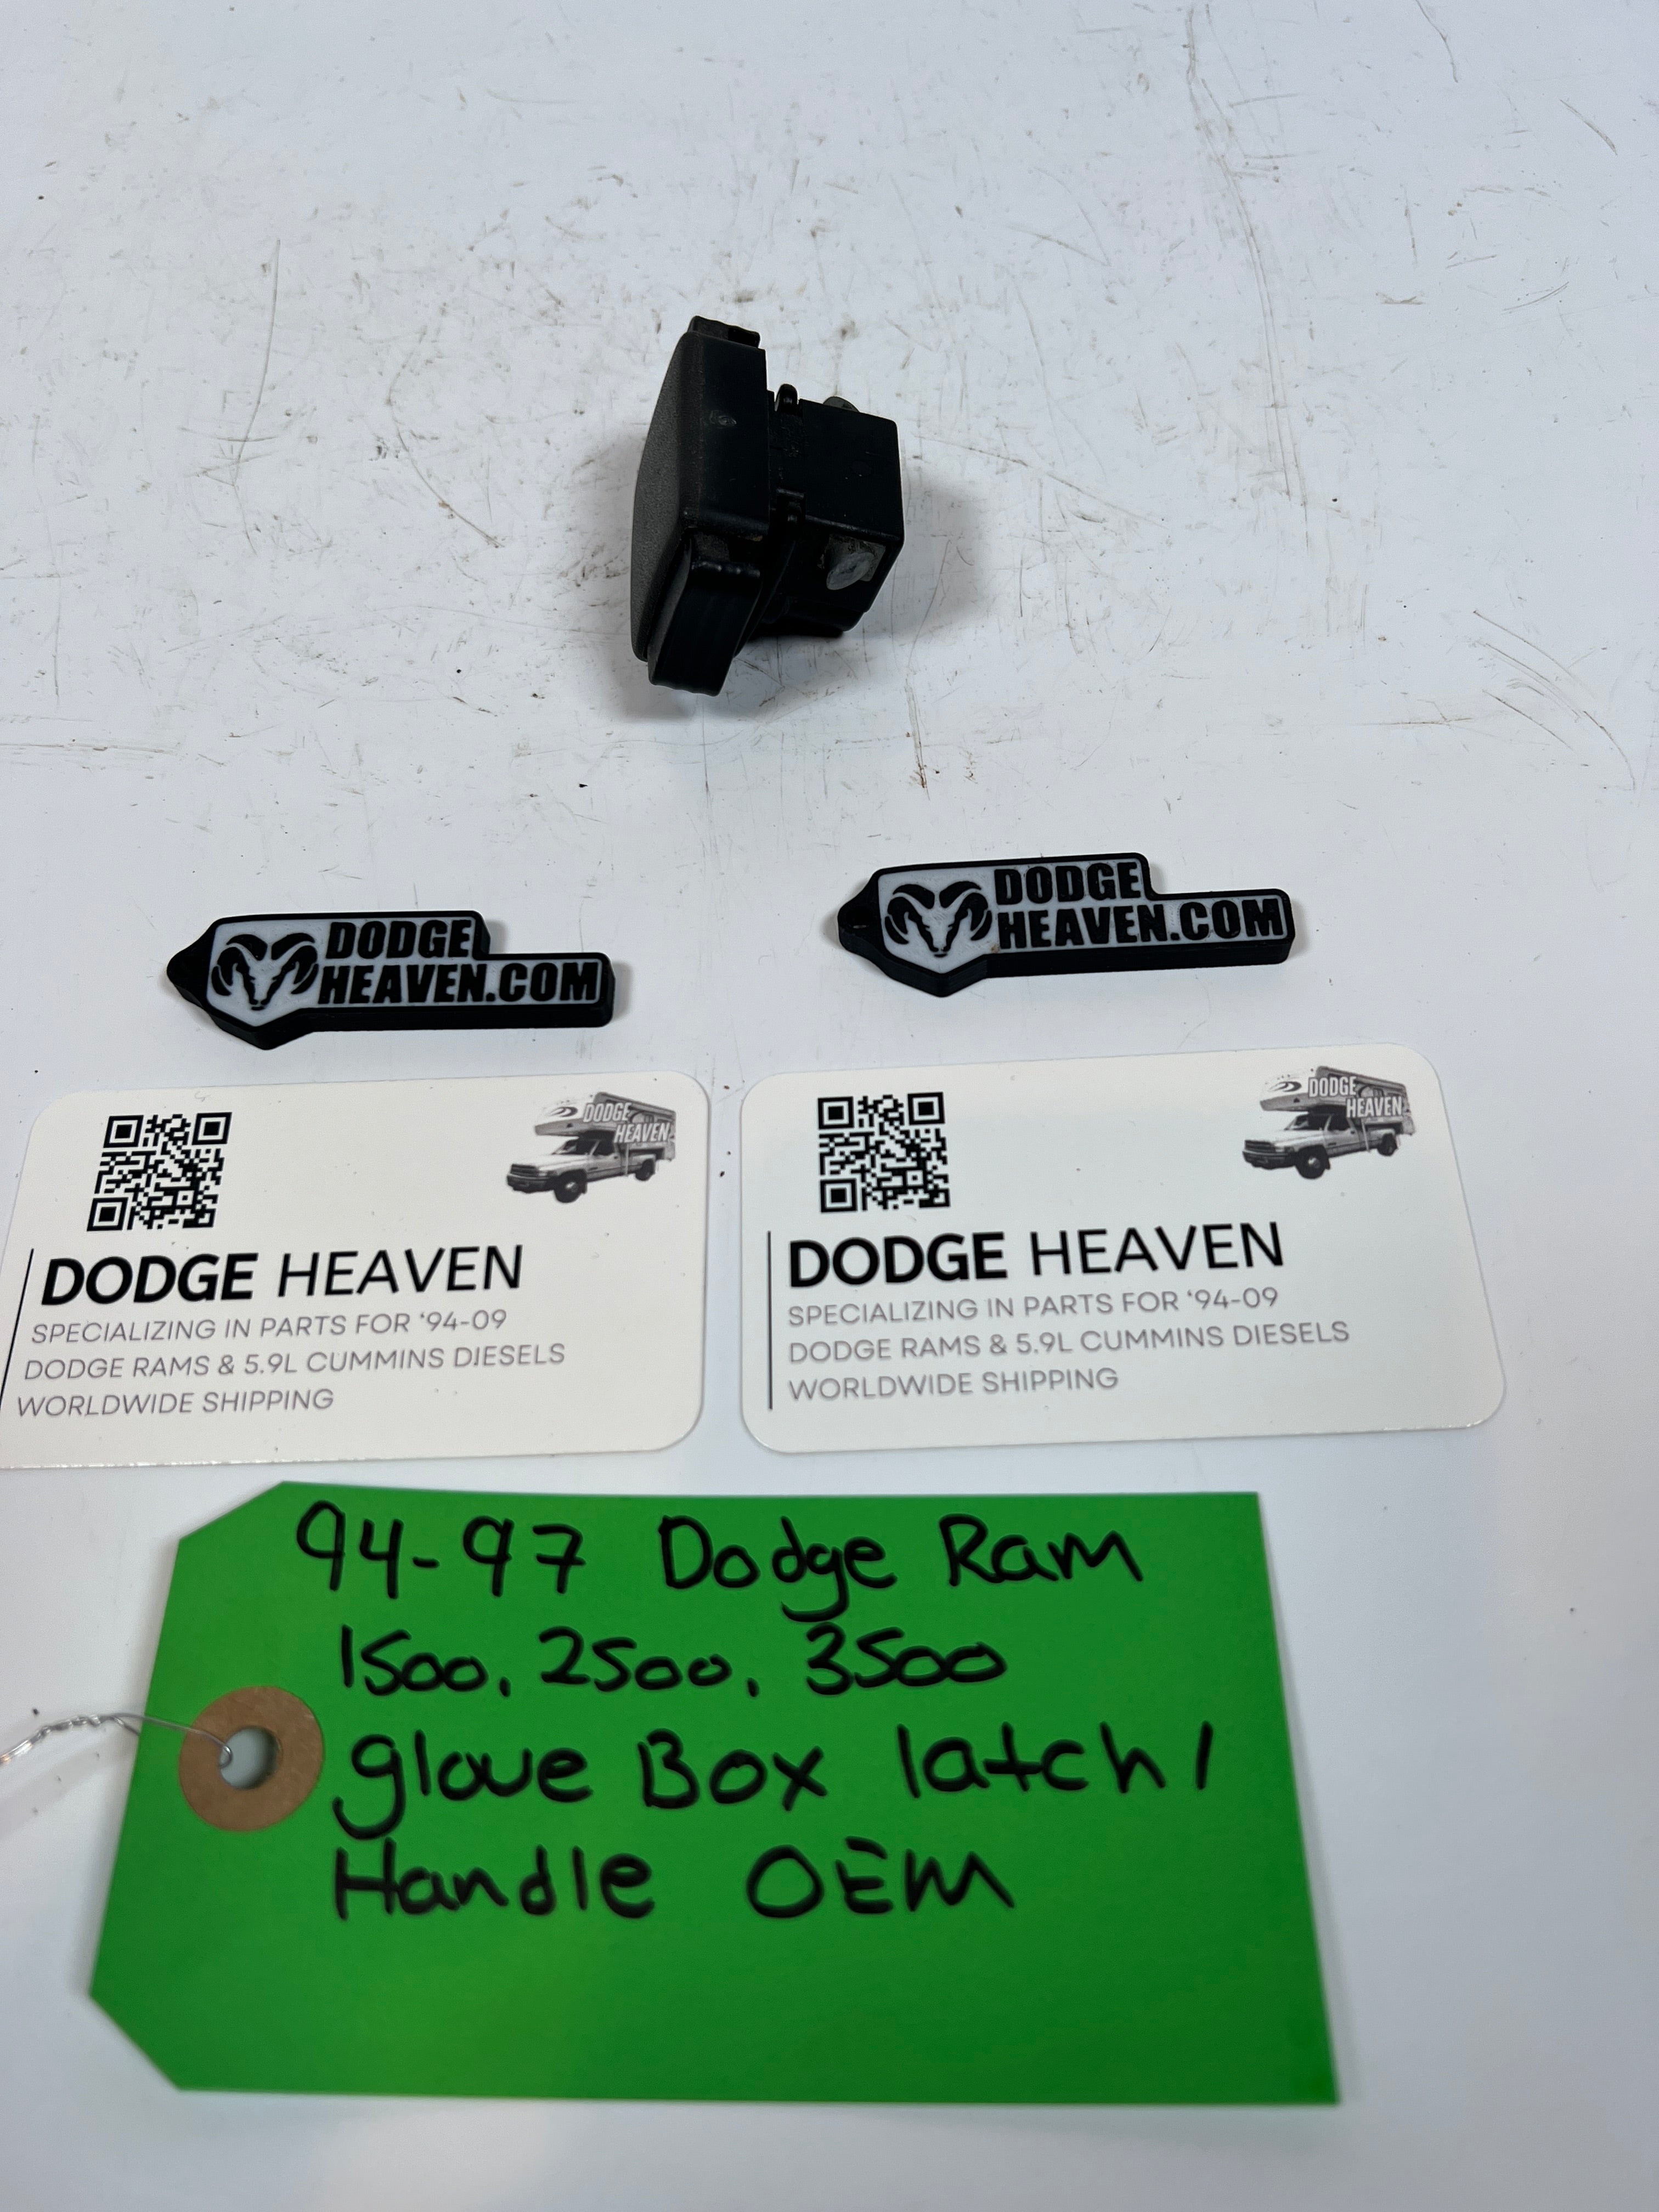 DODGE
HEAVEN.COM
DODGE
HEAVEN.COM
DODGE
HEAVEN
DODGE HEAVEN
SPECIALIZING IN PARTS FOR ‘94-09
DODGE RAMS & 5.9L CUMMINS DIESELS
WORLDWIDE SHIPPING
DODGE
HEAVEN
DODGE HEAVEN
SPECIALIZING IN PARTS FOR ‘94-09
DODGE RAMS & 5.9L CUMMINS DIESELS
WORLDWIDE SHIPPING
94-97 Dodge Ram
1500, 2500, 3500
glove Box latch/
Handle OEM